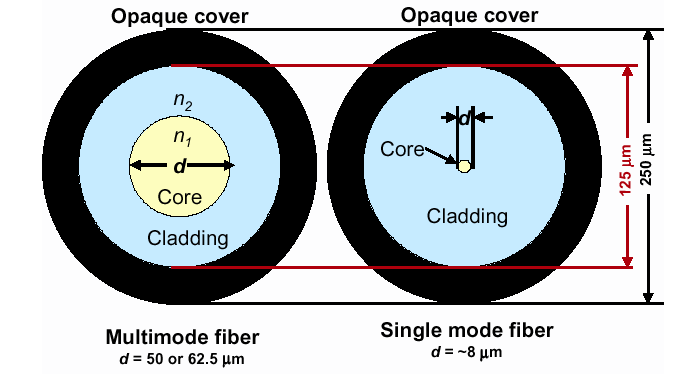 Opaque cover
Opaque cover
n2
n1
d
Core
Cladding
d
Core
Cladding
125 µm
250 µm
Multimode fiber
d = 50 or 62.5 µm
Single mode fiber
d = ~8 µm